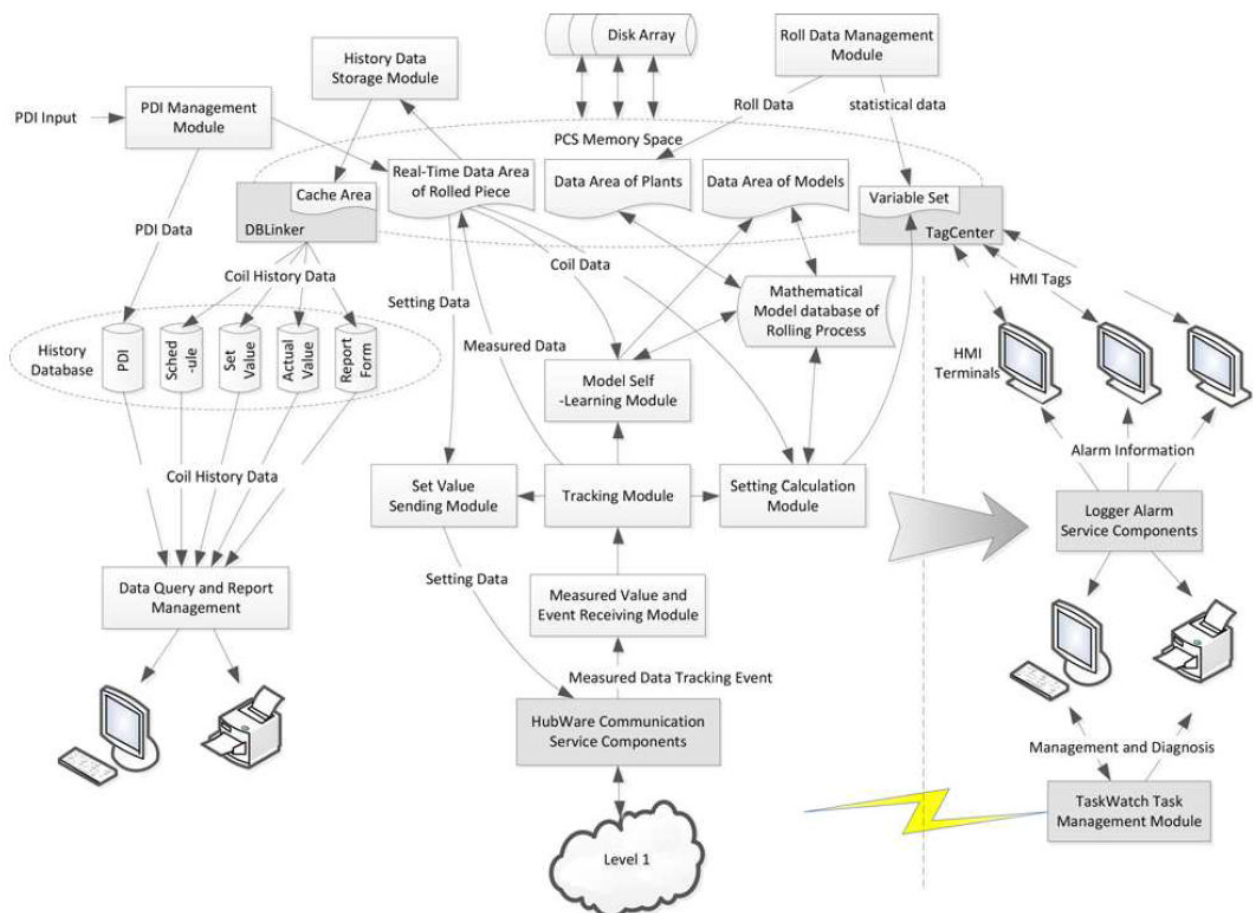 Disk Array
Roll Data Management
Module
History Data
Storage Module
PDI Input
PDI Management
Module
Roll Data
statistical data
PCS Memory Space
Real-Time Data Area
of Rolled Piece
Data Area of Plants
Data Area of Models
Cache Area
DBLinker
Variable Set
TagCenter
PDI Data
Coil History Data
Setting Data
Coil Data
HMI Tags
Mathematical
Model database of
Rolling Process
Measured Data
History
Database
PDI
Sched
-ule
Set
Value
Actual
Value
Report
Form
HMI
Terminals
Model Self
-Learning Module
Alarm Information
Coil History Data
Set Value
Sending Module
Tracking Module
Setting Calculation
Module
Logger Alarm
Service Components
Data Query and Report
Management
Setting Data
Measured Value and
Event Receiving Module
Measured Data Tracking Event
HubWare Communication
Service Components
Management and Diagnosis
TaskWatch Task
Management Module
Level 1